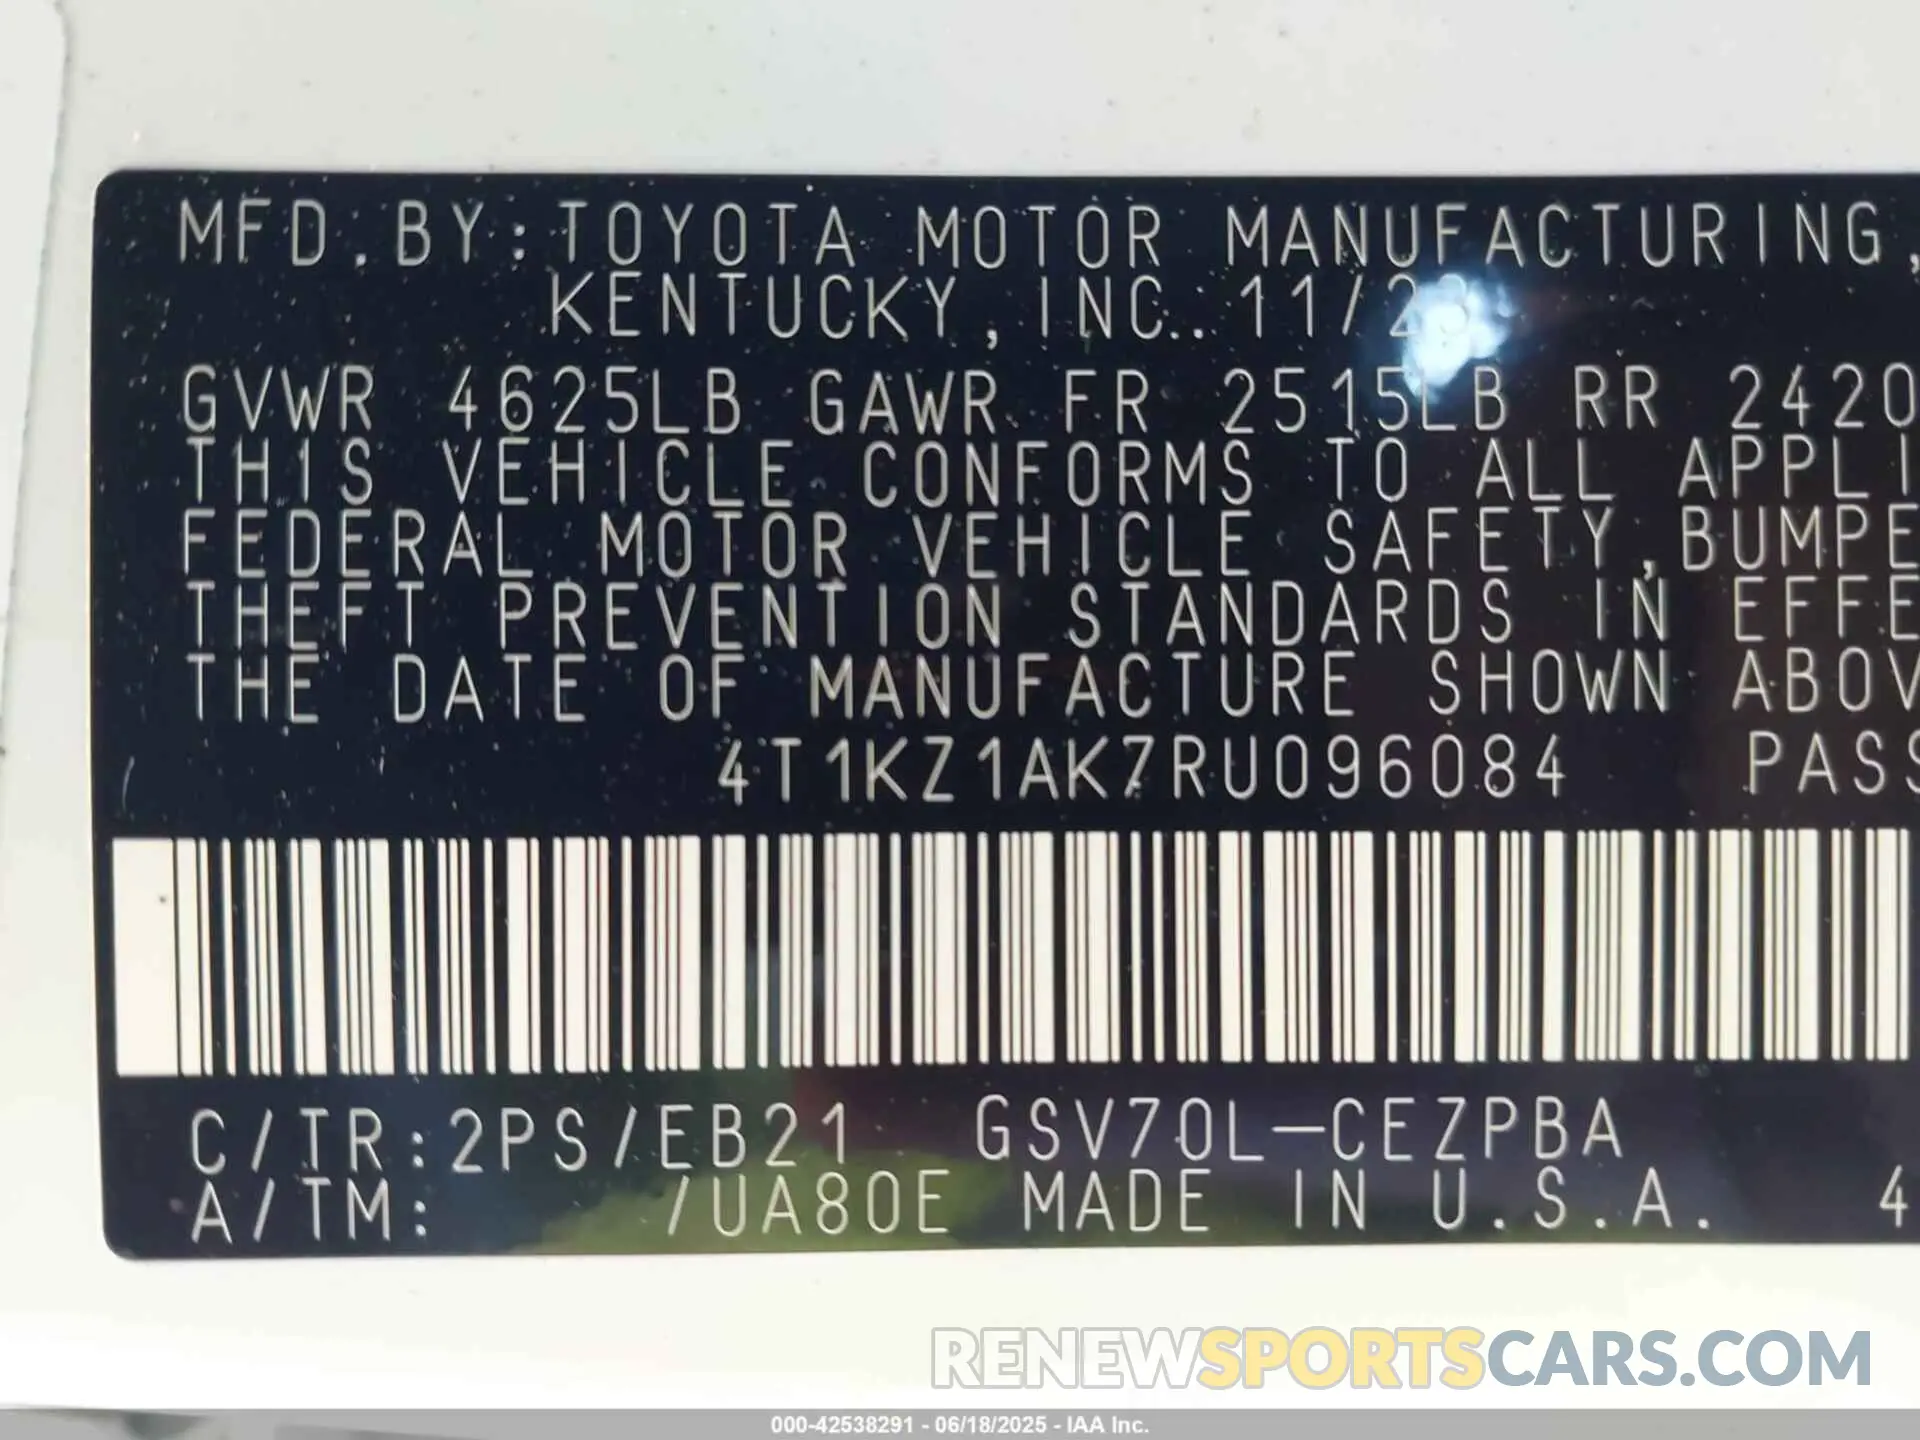 MFD.BY:TOYOTA MOTOR MANUFACTURING,
KENTUCKY,INC. 11/23
GVWR 4625LB GAWR FR 2515LB RR 2420
THIS VEHICLE CONFORMS TO ALL APPLI
FEDERAL MOTOR VEHICLE SAFETY,BUMPE
THEFT PREVENTION STANDARDS IN EFFE
THE DATE OF MANUFACTURE SHOWN ABOV
4T1KZ1AK7RU096084 PASS
C/TR:2PS/EB21 GSV70L-CEZPBA
A/TM: /UA80E MADE IN U.S.A. 4
RENEWSPORTSCARS.COM
000-42538291 - 06/18/2025 - IAA Inc.